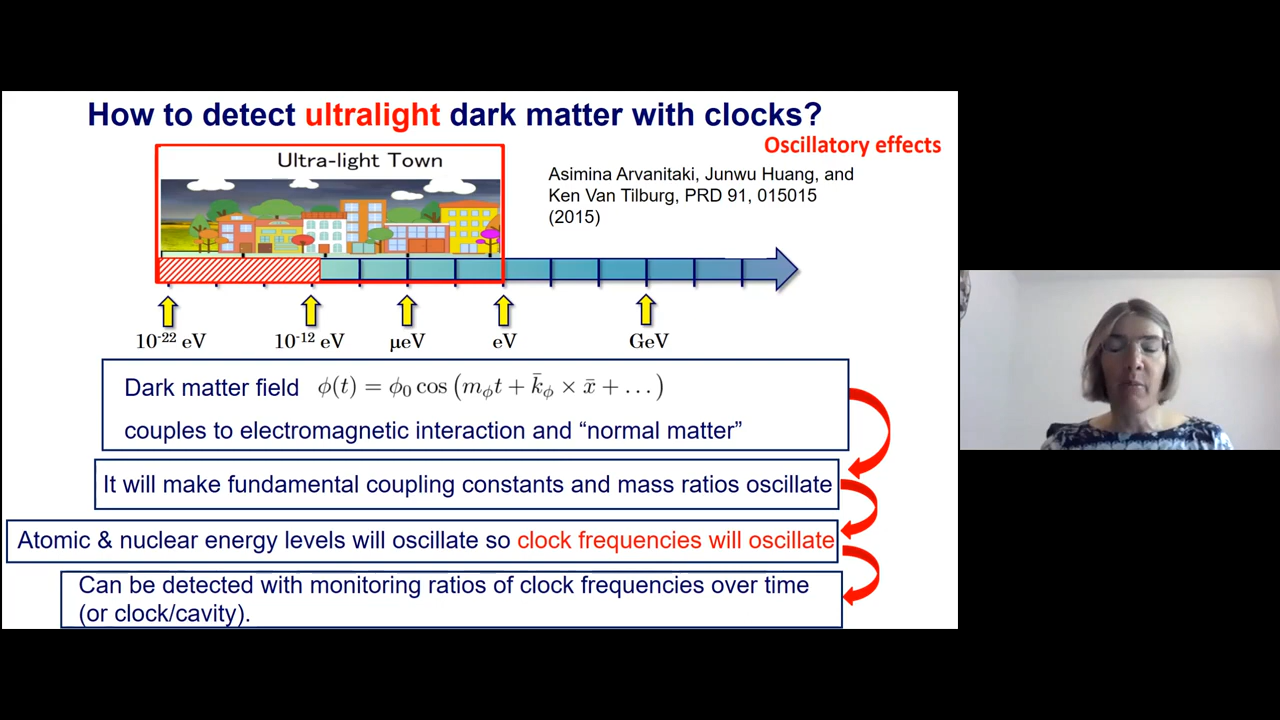 How to detect ultralight dark matter with clocks?
Oscillatory effects
Ultra-light Town
Asimina Arvanitaki, Junwu Huang, and
Ken Van Tilburg, PRD 91, 015015
(2015)
10⁻²² eV 10⁻¹² eV μeV eV GeV
Dark matter field ϕ(t) = ϕ₀ cos (m_ϕ t + k̄_ϕ × x̄ + . . . )
couples to electromagnetic interaction and “normal matter”
It will make fundamental coupling constants and mass ratios oscillate
Atomic & nuclear energy levels will oscillate so clock frequencies will oscillate
Can be detected with monitoring ratios of clock frequencies over time
(or clock/cavity).